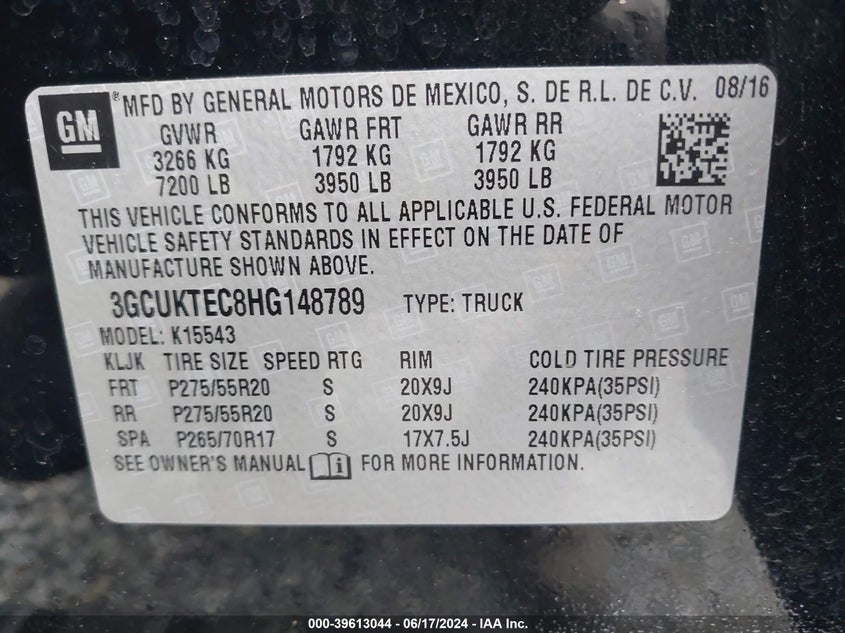 GM
® MFD BY GENERAL MOTORS DE MEXICO, S. DE R.L. DE C.V. 08/16
GVWR GAWR FRT GAWR RR
3266 KG 1792 KG 1792 KG
7200 LB 3950 LB 3950 LB
THIS VEHICLE CONFORMS TO ALL APPLICABLE U.S. FEDERAL MOTOR
VEHICLE SAFETY STANDARDS IN EFFECT ON THE DATE OF
MANUFACTURE SHOWN ABOVE.
3GCUKTEC8HG148789 TYPE: TRUCK
MODEL: K15543
KLJK TIRE SIZE SPEED RTG RIM COLD TIRE PRESSURE
FRT P275/55R20 S 20X9J 240KPA(35PSI)
RR P275/55R20 S 20X9J 240KPA(35PSI)
SPA P265/70R17 S 17X7.5J 240KPA(35PSI)
SEE OWNER'S MANUAL i FOR MORE INFORMATION.
000-39613044 - 06/17/2024 - IAA Inc.